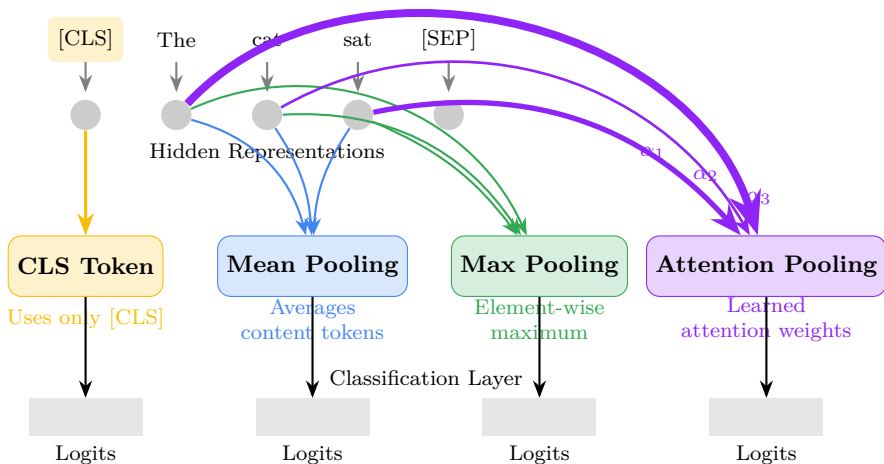 [CLS] The cat sat [SEP]
Hidden Representations
α₁
α₂
α₃
CLS Token Mean Pooling Max Pooling Attention Pooling
Uses only [CLS]
Averages
content tokens
Element-wise
maximum
Learned
attention weights
Classification Layer
Logits Logits Logits Logits